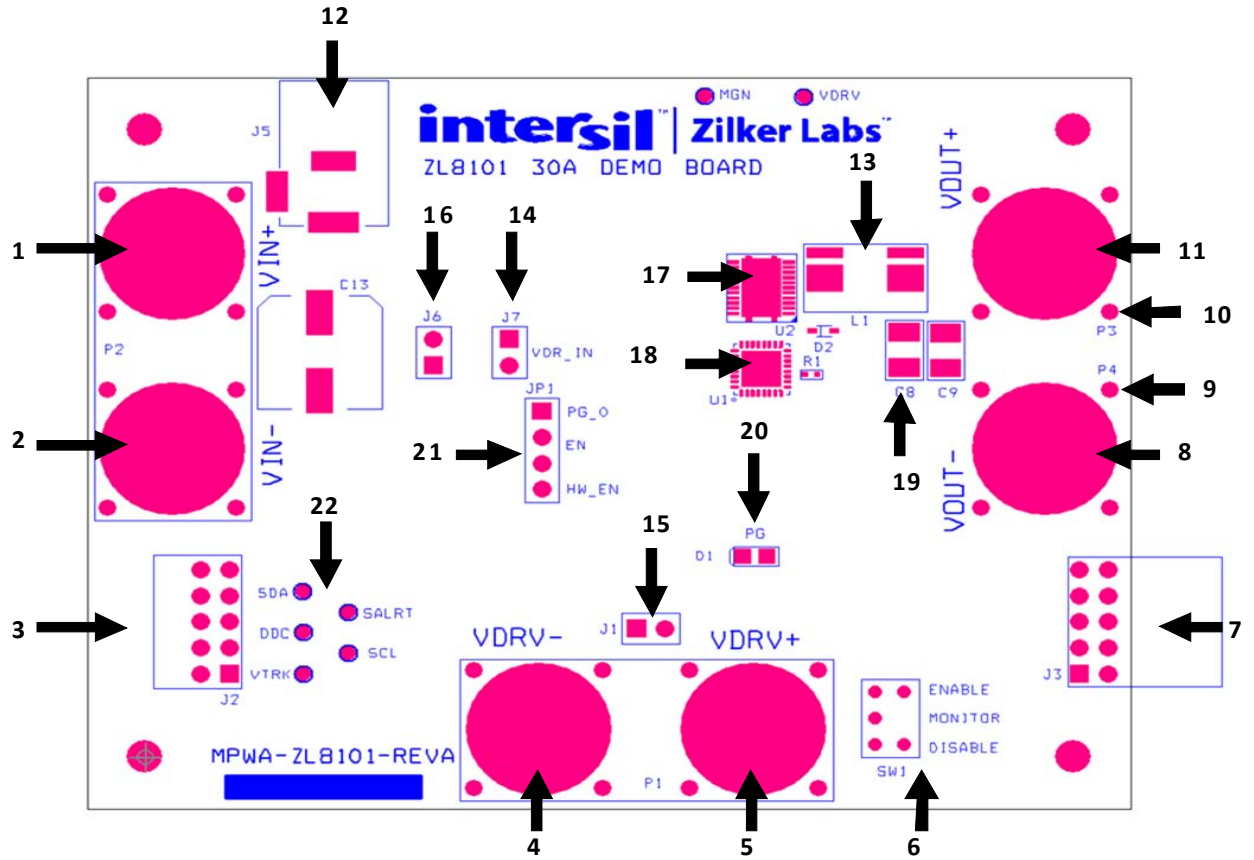 12
MGN
VDRV
intersil™ | Zilker Labs™
ZL8101 30A DEMO BOARD
J5
VOUT+
13
16
14
1
VIN+
17
11
C13
J6
J7
U2
L1
10
P2
VDR_IN
D2
P3
18
R1
P4
JP1
U1
C8
C9
9
PG_O
2
VIN-
21
EN
20
19
8
HW_EN
VOUT-
22
15
PG
D1
SDA
SALRT
3
DDC
J1
7
VDRV-
VDRV+
SCL
VTRK
J2
J3
ENABLE
MONITOR
MPWA-ZL8101-REVA
DISABLE
SW1
P1
4
5
6